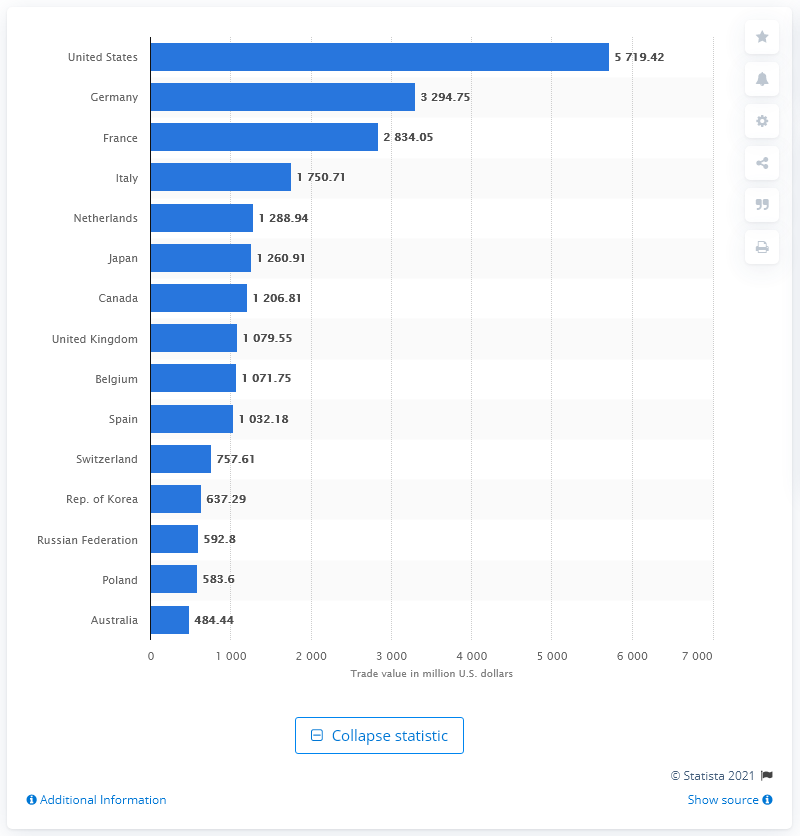 United States 5 719.42
Germany 3 294.75
France 2 834.05
Italy 1 750.71
Netherlands 1 288.94
Japan 1 260.91
Canada 1 206.81
United Kingdom 1 079.55
Belgium 1 071.75
Spain 1 032.18
Switzerland 757.61
Rep. of Korea 637.29
Russian Federation 592.8
Poland 583.6
Australia 484.44
0 1 000 2 000 3 000 4 000 5 000 6 000 7 000
Trade value in million U.S. dollars
Collapse statistic
© Statista 2021
Additional Information Show source